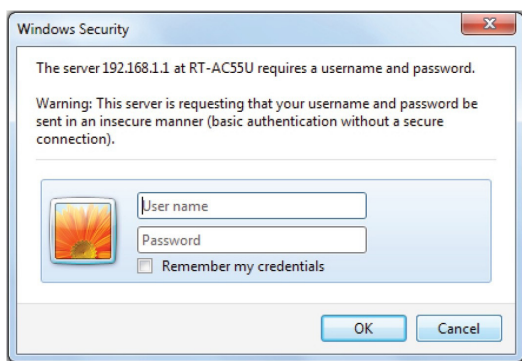 Windows Security
The server 192.168.1.1 at RT-AC55U requires a username and password.
Warning: This server is requesting that your username and password be
sent in an insecure manner (basic authentication without a secure
connection).
User name
Password
Remember my credentials
OK
Cancel